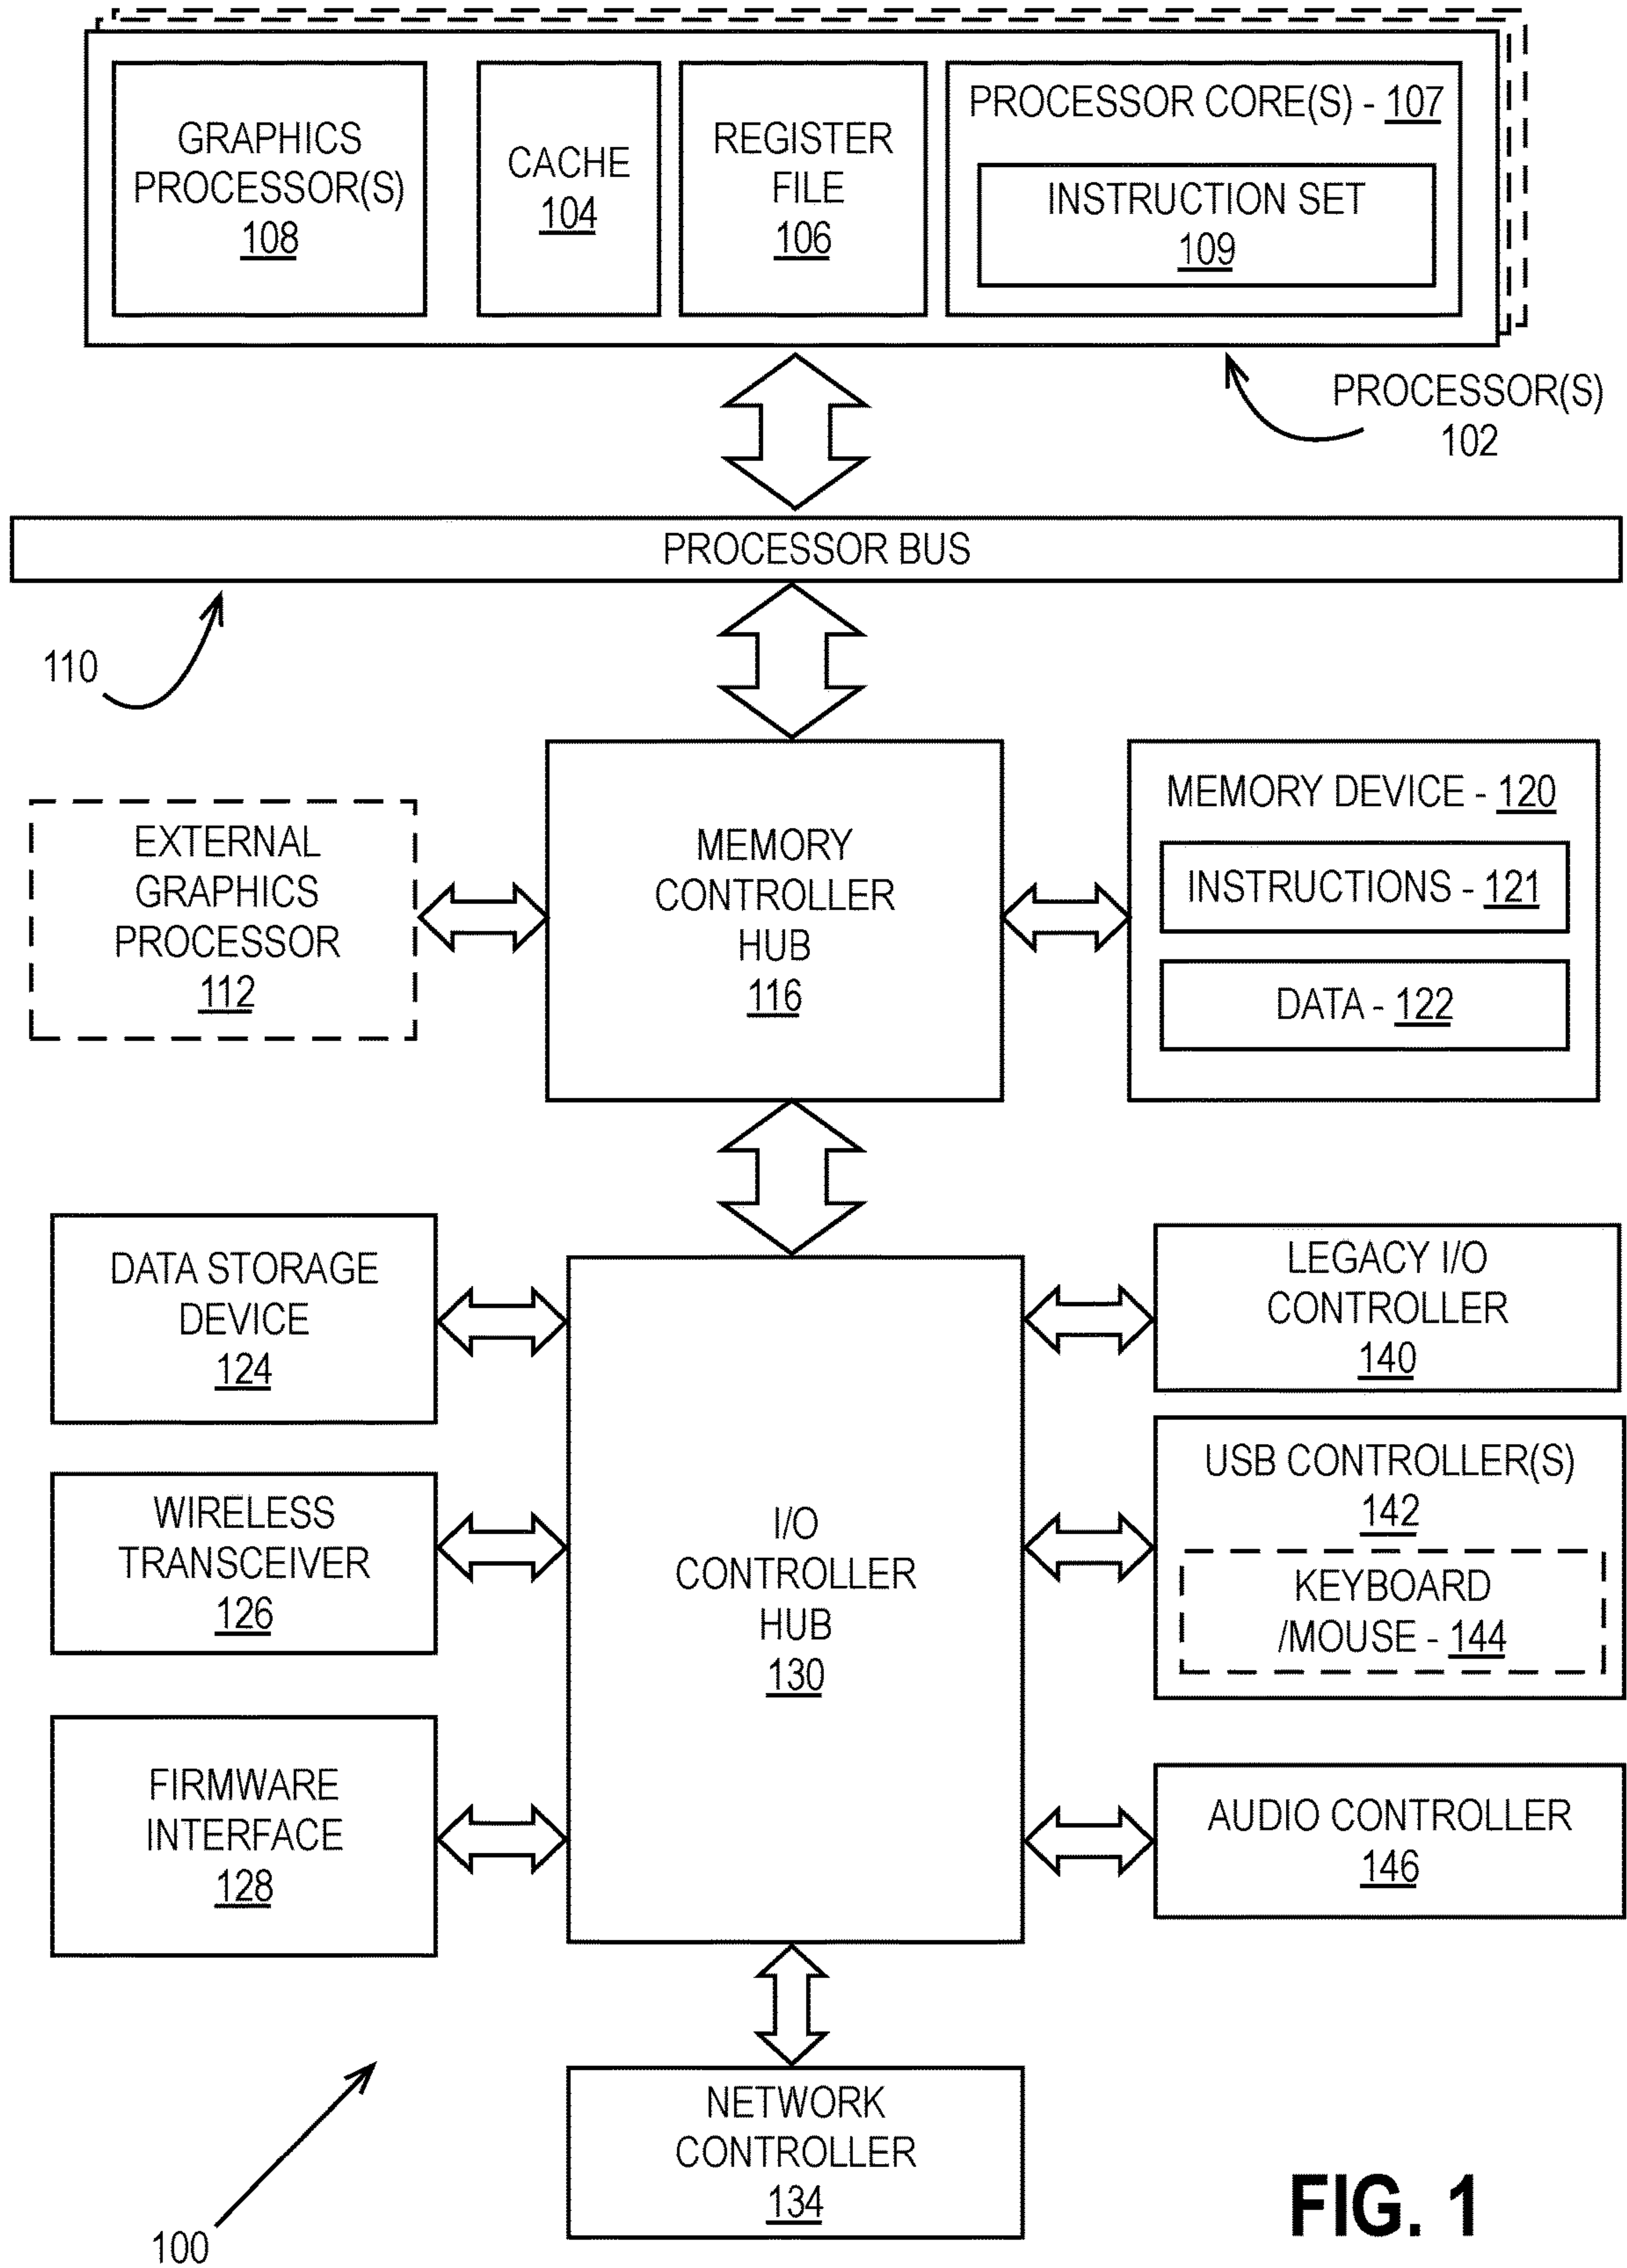 GRAPHICS
PROCESSOR(S)
108
CACHE
104
REGISTER
FILE
106
PROCESSOR CORE(S) - 107
INSTRUCTION SET
109
PROCESSOR(S)
102
PROCESSOR BUS
110
EXTERNAL
GRAPHICS
PROCESSOR
112
MEMORY
CONTROLLER
HUB
116
MEMORY DEVICE - 120
INSTRUCTIONS - 121
DATA - 122
DATA STORAGE
DEVICE
124
WIRELESS
TRANSCEIVER
126
FIRMWARE
INTERFACE
128
I/O
CONTROLLER
HUB
130
LEGACY I/O
CONTROLLER
140
USB CONTROLLER(S)
142
KEYBOARD
/MOUSE - 144
AUDIO CONTROLLER
146
NETWORK
CONTROLLER
134
100
FIG. 1